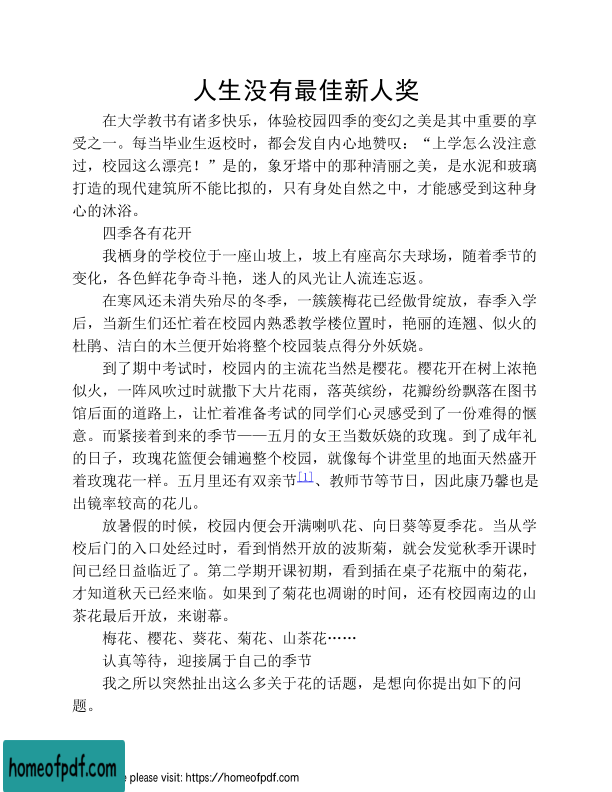 人生没有最佳新人奖
在大学教书有诸多快乐，体验校园四季的变幻之美是其中重要的享
受之一。每当毕业生返校时，都会发自内心地赞叹：“上学怎么没注意
过，校园这么漂亮！”是的，象牙塔中的那种清丽之美，是水泥和玻璃
打造的现代建筑所不能比拟的，只有身处自然之中，才能感受到这种身
心的沐浴。
四季各有花开
我栖身的学校位于一座山坡上，坡上有座高尔夫球场，随着季节的
变化，各色鲜花争奇斗艳，迷人的风光让人流连忘返。
在寒风还未消失殆尽的冬季，一簇簇梅花已经傲骨绽放，春季入学
后，当新生们还忙着在校园内熟悉教学楼位置时，艳丽的连翘、似火的
杜鹃、洁白的木兰便开始将整个校园装点得分外妖娆。
到了期中考试时，校园内的主流花当然是樱花。樱花开在树上浓艳
似火，一阵风吹过时就撒下大片花雨，落英缤纷，花瓣纷纷飘落在图书
馆后面的道路上，让忙着准备考试的同学们心灵感受到了一份难得的惬
意。而紧接着到来的季节——五月的女王当数妖娆的玫瑰。到了成年礼
的日子，玫瑰花篮便会铺遍整个校园，就像每个讲堂里的地面天然盛开
着玫瑰花一样。五月里还有双亲节[1]、教师节等节日，因此康乃馨也是
出镜率较高的花儿。
放暑假的时候，校园内便会开满喇叭花、向日葵等夏季花。当从学
校后门的入口处经过时，看到悄然开放的波斯菊，就会发觉秋季开课时
间已经日益临近了。第二学期开课初期，看到插在桌子花瓶中的菊花，
才知道秋天已经来临。如果到了菊花也凋谢的时间，还有校园南边的山
茶花最后开放，来谢幕。
梅花、樱花、葵花、菊花、山茶花……
认真等待，迎接属于自己的季节
我之所以突然扯出这么多关于花的话题，是想向你提出如下的问
题。
homeofpdf.com
e please visit: https://homeofpdf.com